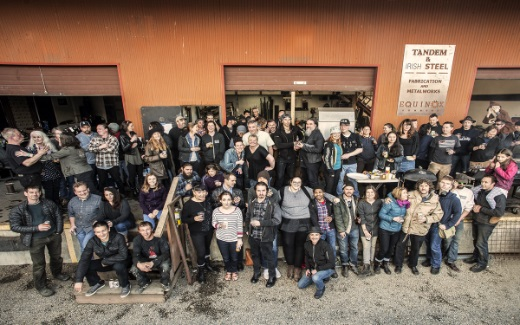 TANDEM
&
IRISH STEEL
FABRICATION
AND
METALWORKS
EQUINOX